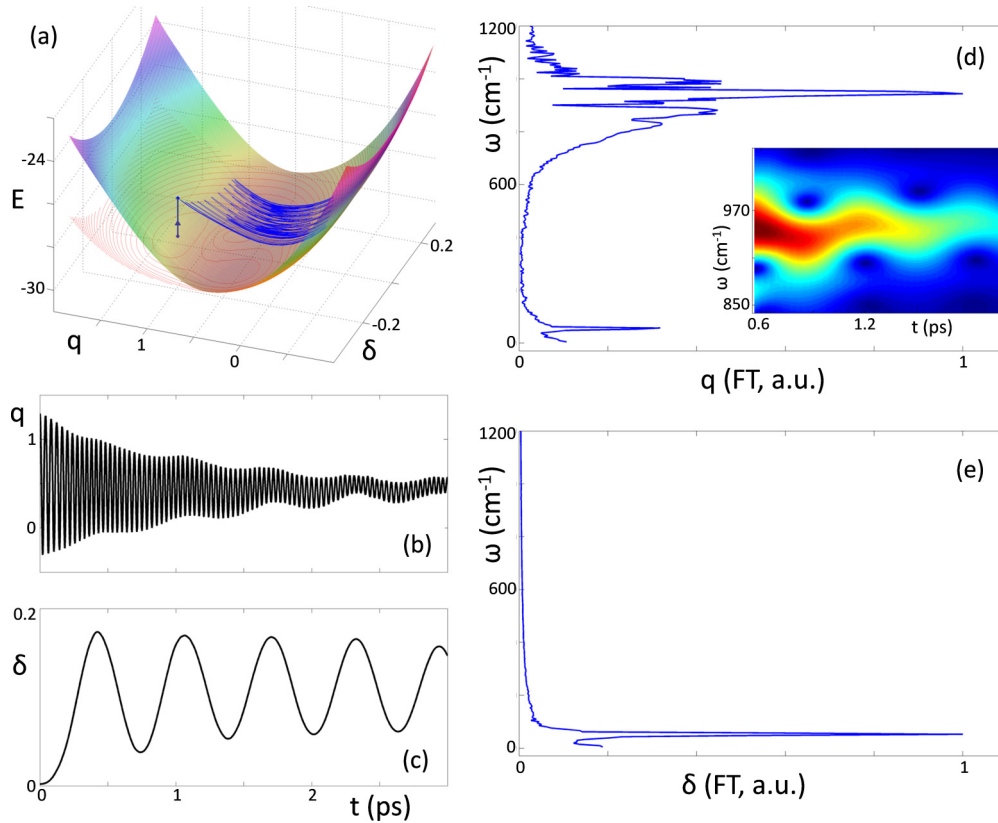 (a)
-24
E
-30
q
1
0
-0.2
δ
0.2
q
1
0
(b)
0.2
δ
0
(c)
0
1
2
t (ps)
1200
ω (cm⁻¹)
600
0
(d)
970
ω (cm⁻¹)
850
0.6
1.2
t (ps)
0
1
q (FT, a.u.)
1200
ω (cm⁻¹)
600
0
(e)
0
1
δ (FT, a.u.)